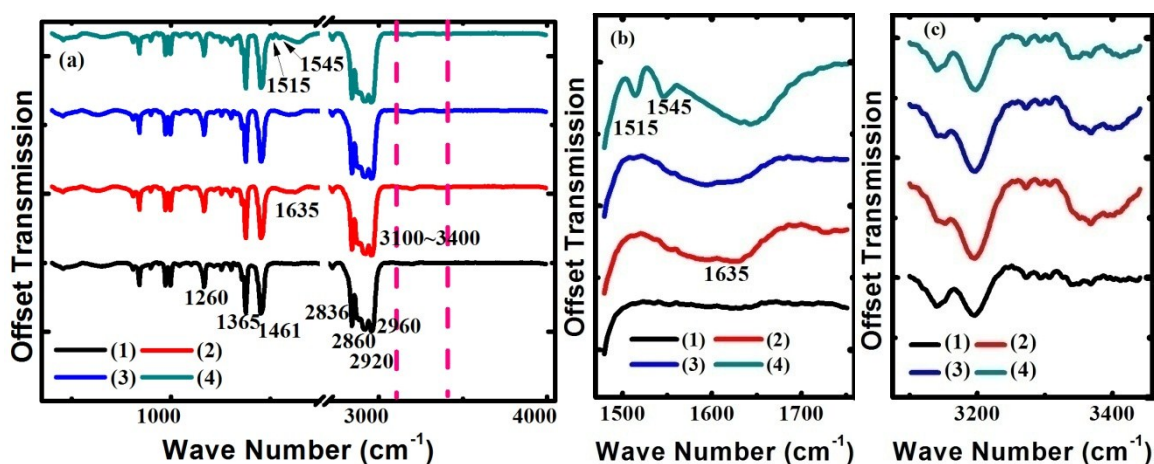 (a)
1545
1515
1635
3100~3400
1260
2836
2960
1365
1461
2860
2920
(1) (2)
(3) (4)
1000 3000 4000
Wave Number (cm⁻¹)
Offset Transmission
(b)
1545
1515
1635
(1) (2)
(3) (4)
1500 1600 1700
Wave Number (cm⁻¹)
Offset Transmission
(c)
(1) (2)
(3) (4)
3200 3400
Wave Number (cm⁻¹)
Offset Transmission